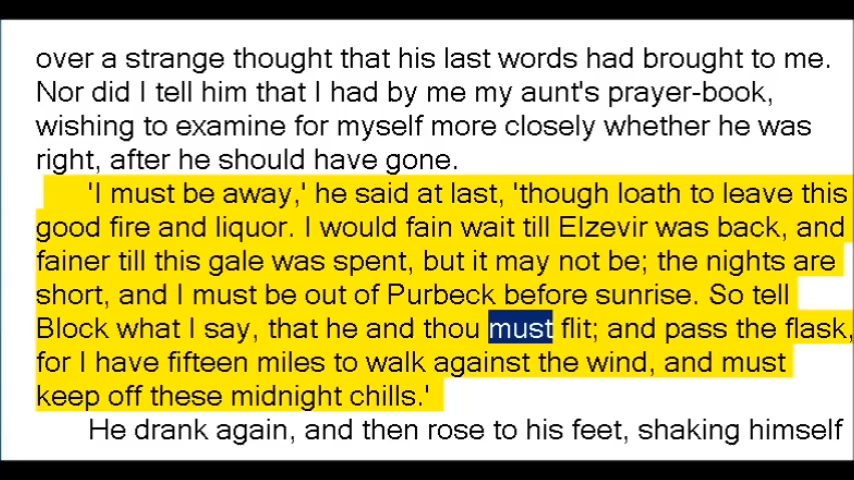 over a strange thought that his last words had brought to me.
Nor did I tell him that I had by me my aunt's prayer-book,
wishing to examine for myself more closely whether he was
right, after he should have gone.
'I must be away,' he said at last, 'though loath to leave this
good fire and liquor. I would fain wait till Elzevir was back, and
fainer till this gale was spent, but it may not be; the nights are
short, and I must be out of Purbeck before sunrise. So tell
Block what I say, that he and thou must flit; and pass the flask,
for I have fifteen miles to walk against the wind, and must
keep off these midnight chills.'
He drank again, and then rose to his feet, shaking himself